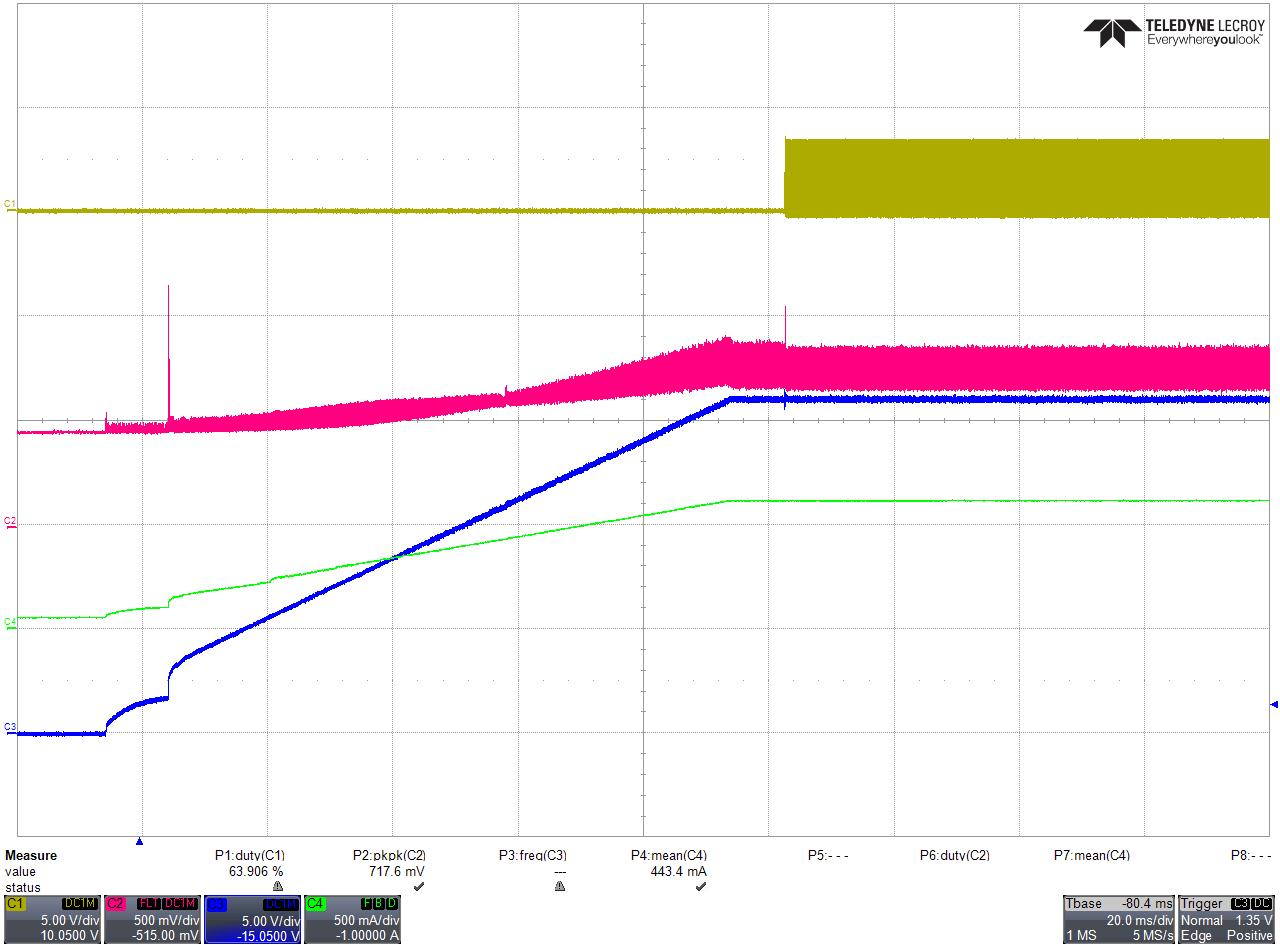 TELEDYNE LECROY
Everywhereyoulook™
C1
C2
C4
C3
Measure P1:duty(C1) P2:pkpk(C2) P3:freq(C3) P4:mean(C4) P5:- - - P6:duty(C2) P7:mean(C4) P8:- - -
value 63.906 % 717.6 mV --- 443.4 mA
status
C1 DC1M C2 FLT DC1M C3 DC1M C4 F B D Tbase -80.4 ms Trigger C3 DC
5.00 V/div 500 mV/div 5.00 V/div 500 mA/div 20.0 ms/div Normal 1.35 V
10.0500 V -515.00 mV -15.0500 V -1.00000 A 1 MS 5 MS/s Edge Positive